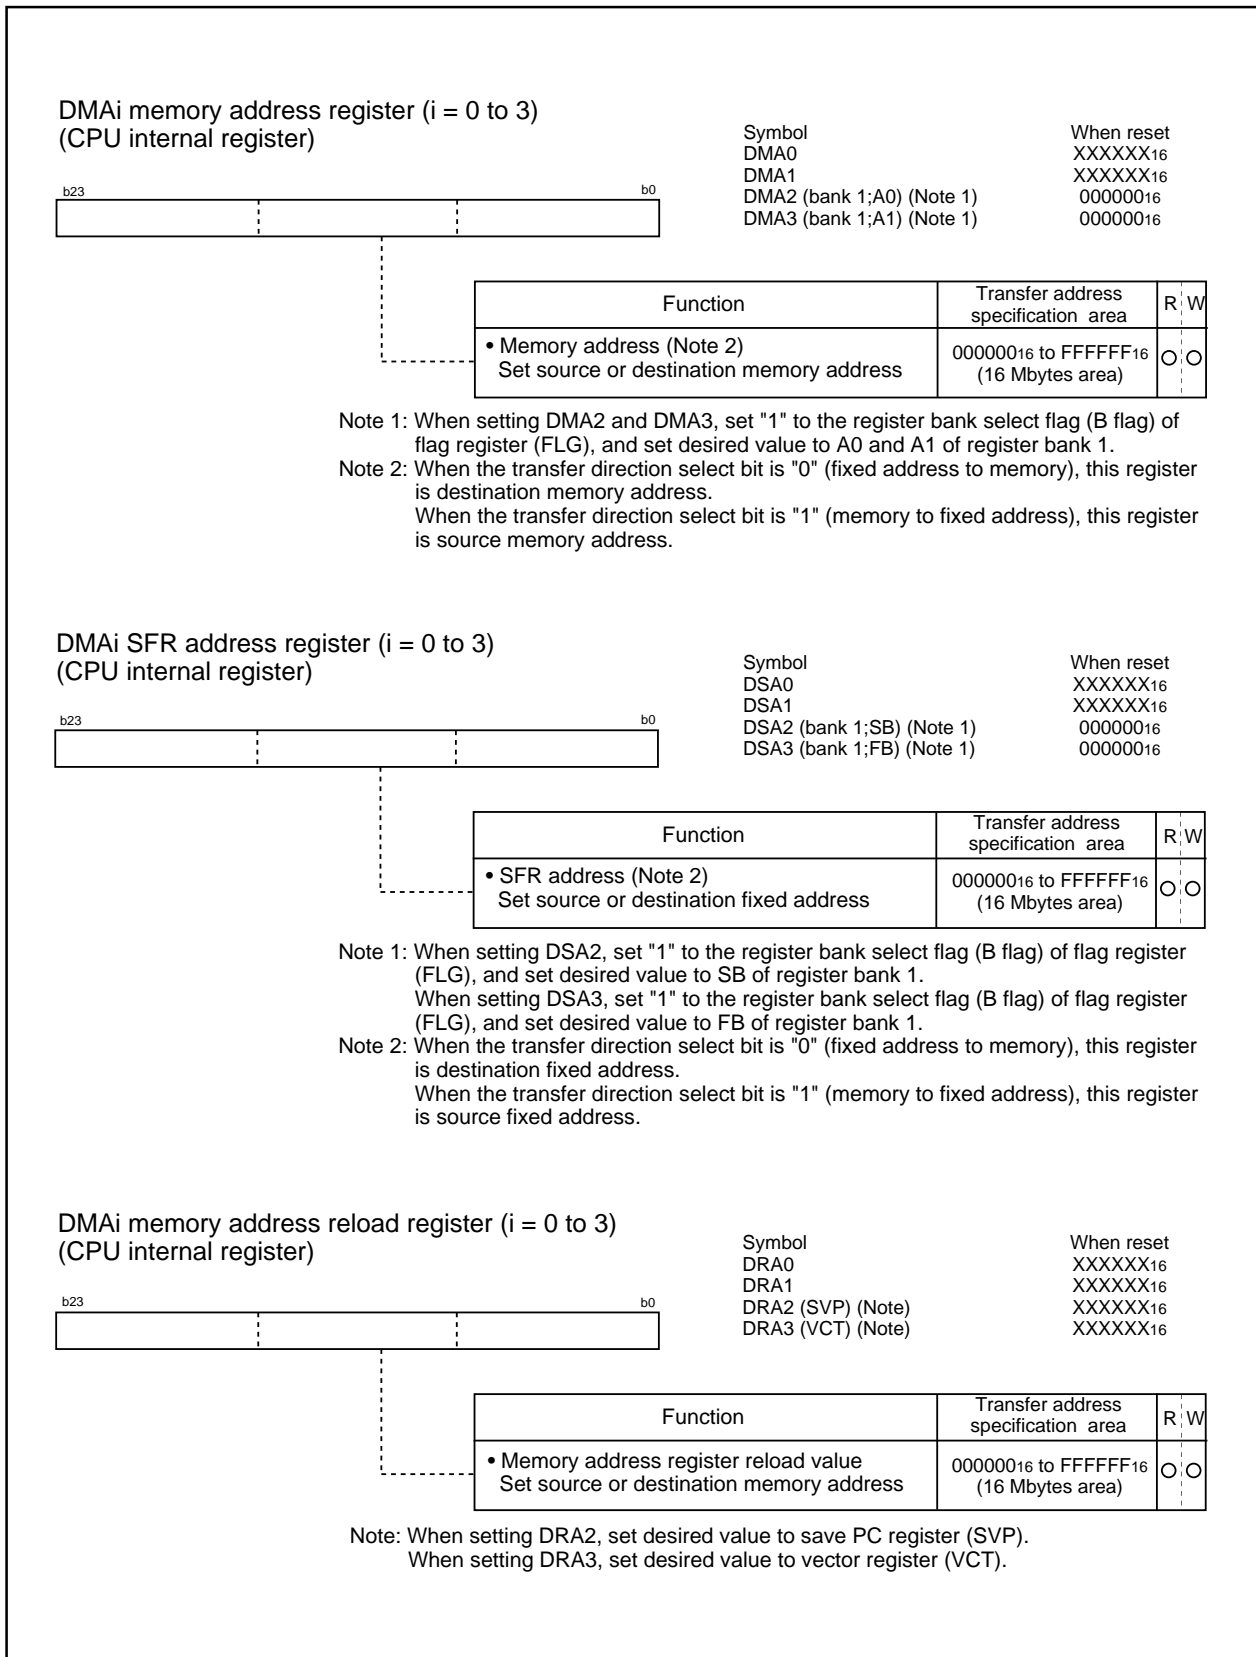 DMAi memory address register (i = 0 to 3)
(CPU internal register)
Symbol When reset
DMA0 XXXXXX16
DMA1 XXXXXX16
DMA2 (bank 1;A0) (Note 1) 00000016
DMA3 (bank 1;A1) (Note 1) 00000016
b23 b0
Function Transfer address specification area R W
• Memory address (Note 2)
Set source or destination memory address
00000016 to FFFFFF16
(16 Mbytes area)
Note 1: When setting DMA2 and DMA3, set "1" to the register bank select flag (B flag) of
flag register (FLG), and set desired value to A0 and A1 of register bank 1.
Note 2: When the transfer direction select bit is "0" (fixed address to memory), this register
is destination memory address.
When the transfer direction select bit is "1" (memory to fixed address), this register
is source memory address.
DMAi SFR address register (i = 0 to 3)
(CPU internal register)
Symbol When reset
DSA0 XXXXXX16
DSA1 XXXXXX16
DSA2 (bank 1;SB) (Note 1) 00000016
DSA3 (bank 1;FB) (Note 1) 00000016
b23 b0
Function Transfer address specification area R W
• SFR address (Note 2)
Set source or destination fixed address
00000016 to FFFFFF16
(16 Mbytes area)
Note 1: When setting DSA2, set "1" to the register bank select flag (B flag) of flag register
(FLG), and set desired value to SB of register bank 1.
When setting DSA3, set "1" to the register bank select flag (B flag) of flag register
(FLG), and set desired value to FB of register bank 1.
Note 2: When the transfer direction select bit is "0" (fixed address to memory), this register
is destination fixed address.
When the transfer direction select bit is "1" (memory to fixed address), this register
is source fixed address.
DMAi memory address reload register (i = 0 to 3)
(CPU internal register)
Symbol When reset
DRA0 XXXXXX16
DRA1 XXXXXX16
DRA2 (SVP) (Note) XXXXXX16
DRA3 (VCT) (Note) XXXXXX16
b23 b0
Function Transfer address specification area R W
• Memory address register reload value
Set source or destination memory address
00000016 to FFFFFF16
(16 Mbytes area)
Note: When setting DRA2, set desired value to save PC register (SVP).
When setting DRA3, set desired value to vector register (VCT).